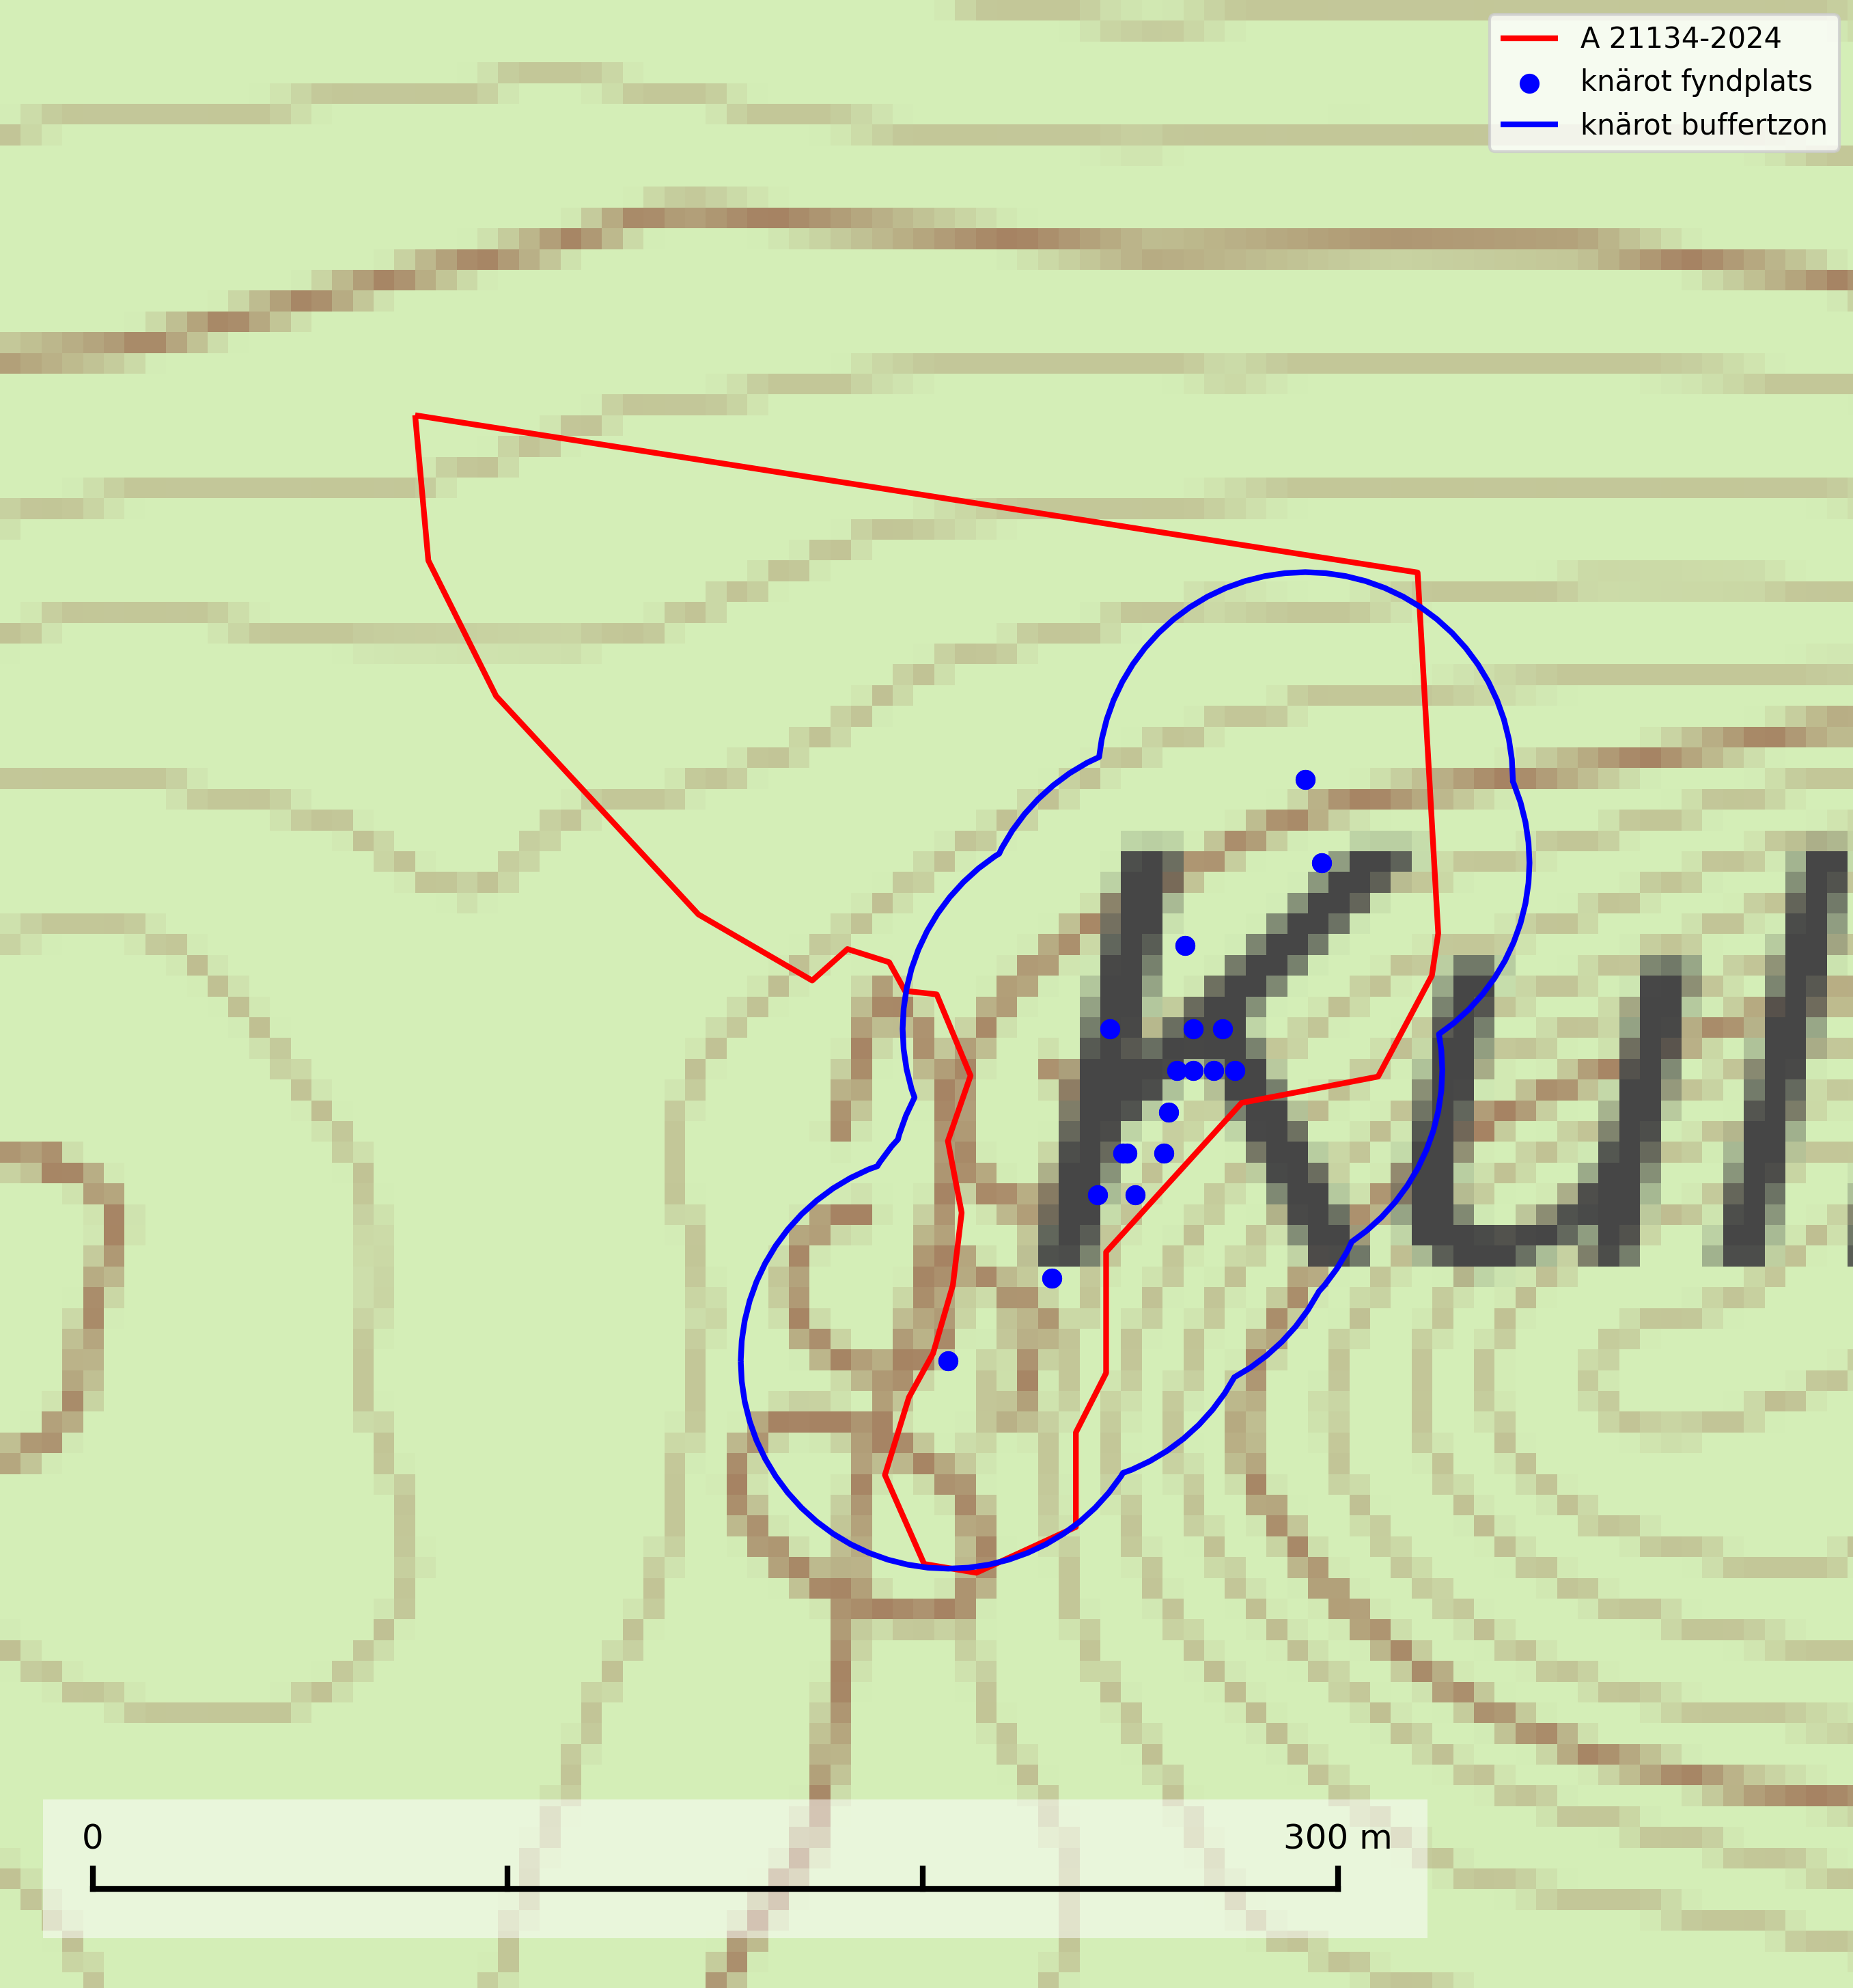 A 21134-2024
knärot fyndplats
knärot buffertzon
0
300 m